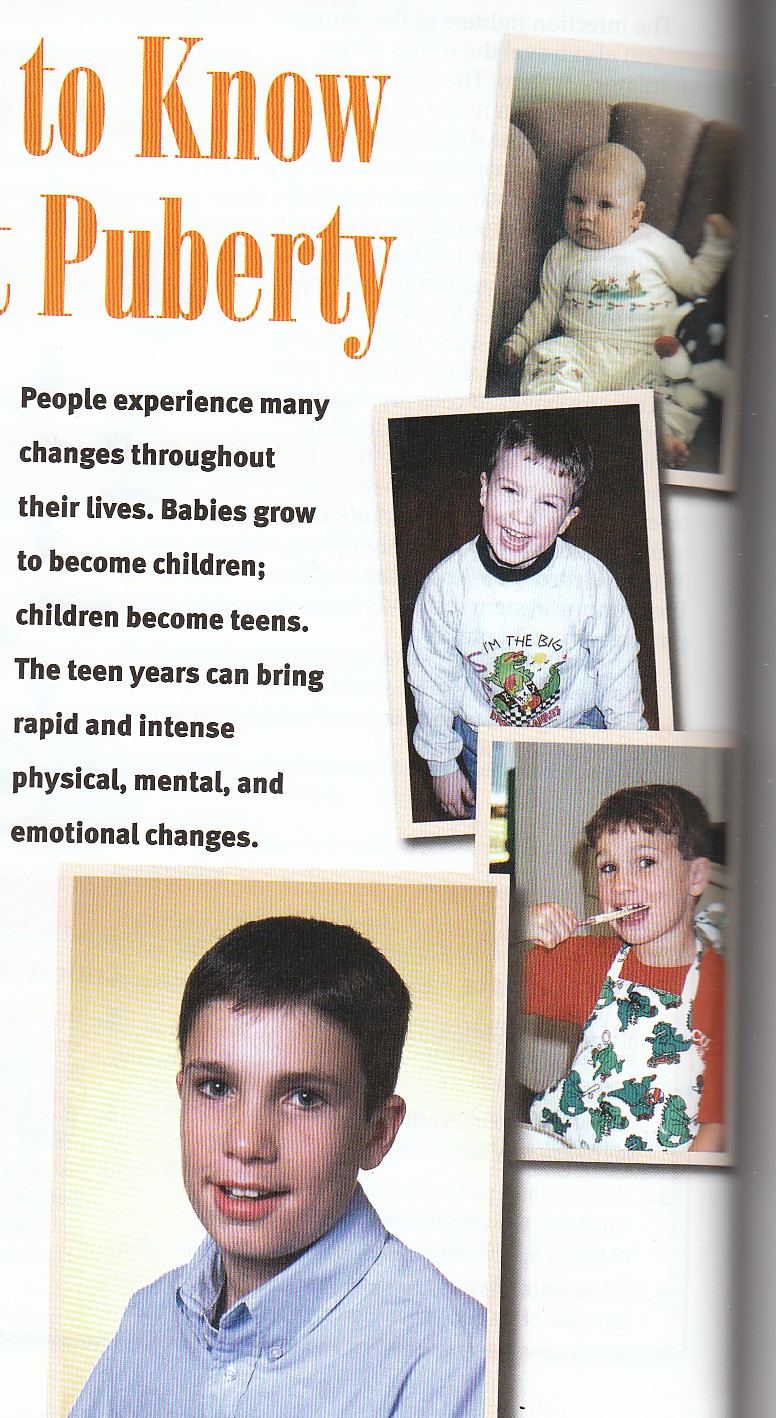 to Know
t Puberty
People experience many
changes throughout
their lives. Babies grow
to become children;
children become teens.
The teen years can bring
rapid and intense
physical, mental, and
emotional changes.
I'M THE BIG